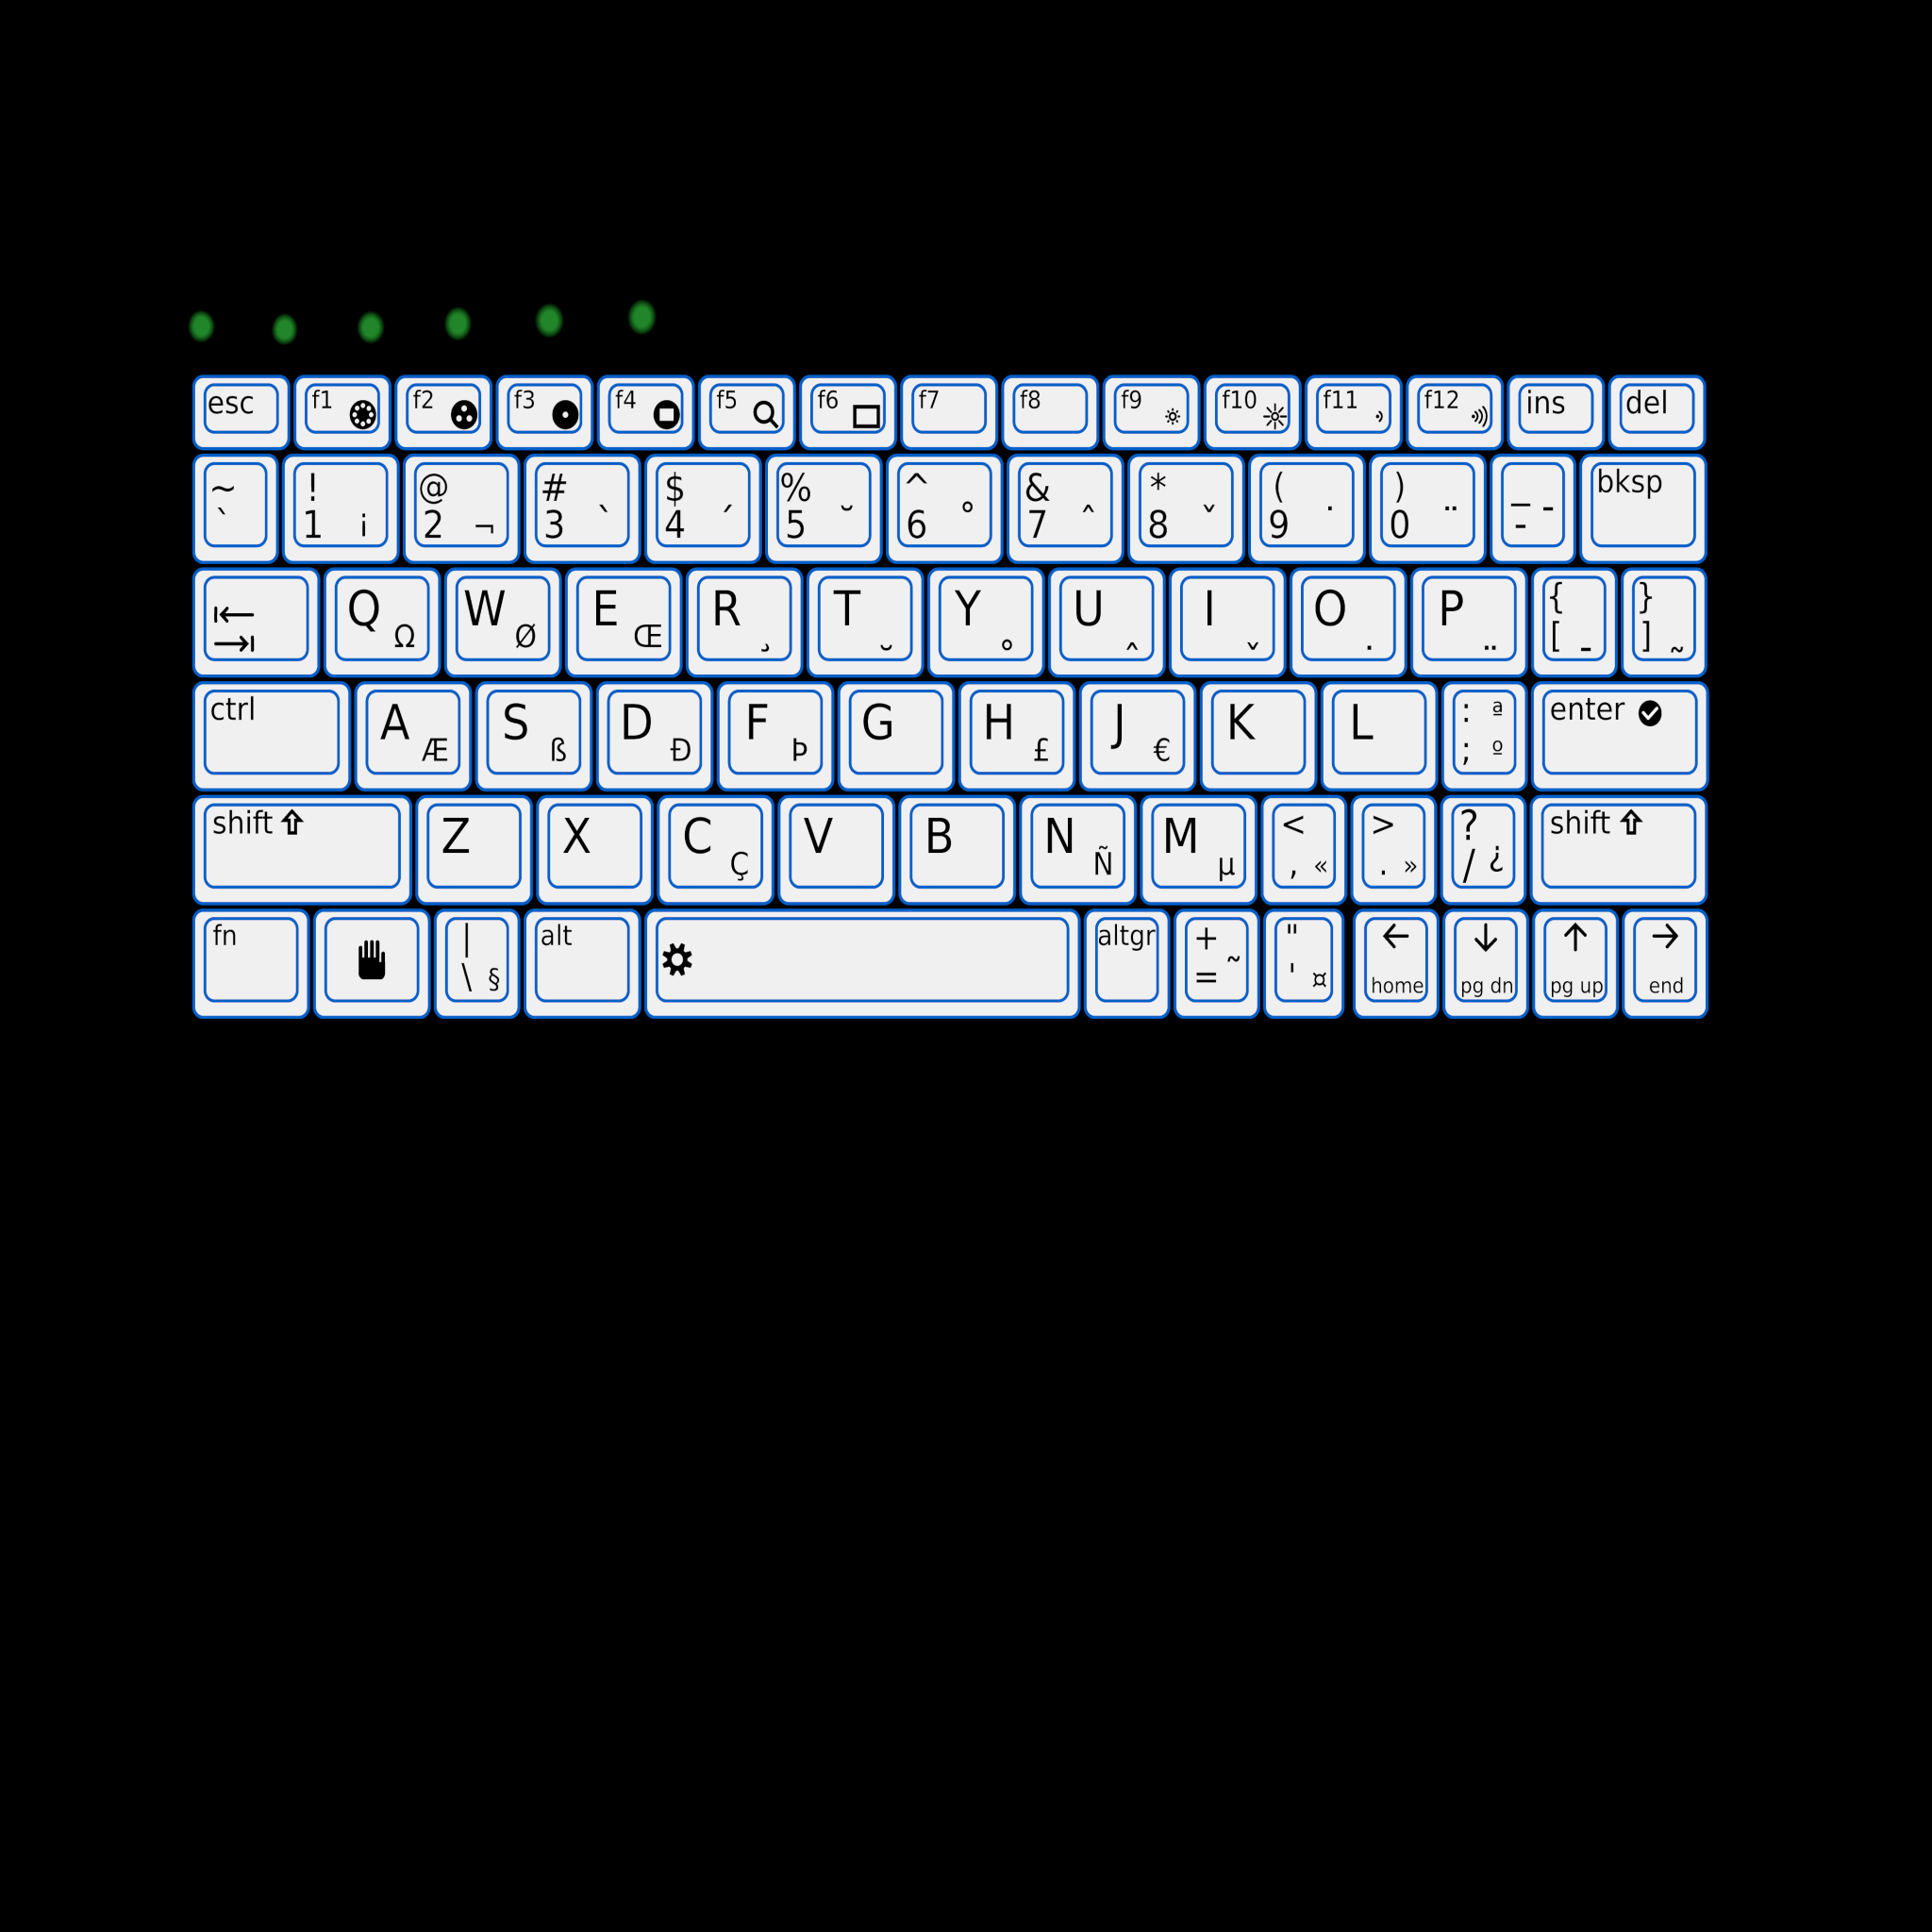 esc f1 f2 f3 f4 f5 f6 f7 f8 f9 f10 f11 f12 ins del
~ ! @ # $ % ^ & * ( ) _ - bksp
` 1 ¡ 2 ¬ 3 ` 4 ´ 5 ˘ 6 ° 7 ^ 8 ˇ 9 ˙ 0 ¨ -
Q Ω W Ø E Œ R ¸ T ˘ Y ˳ U ‸ I ˬ O . P ¨ { [ - } ] ~
ctrl A Æ S ß D Đ F Þ G H £ J € K L : ª ; º enter
shift Z X C Ç V B N Ñ M µ < , « > . » ? / ¿ shift
fn | \ § alt altgr + = ~ " ' ¤ ← home ↓ pg dn ↑ pg up → end